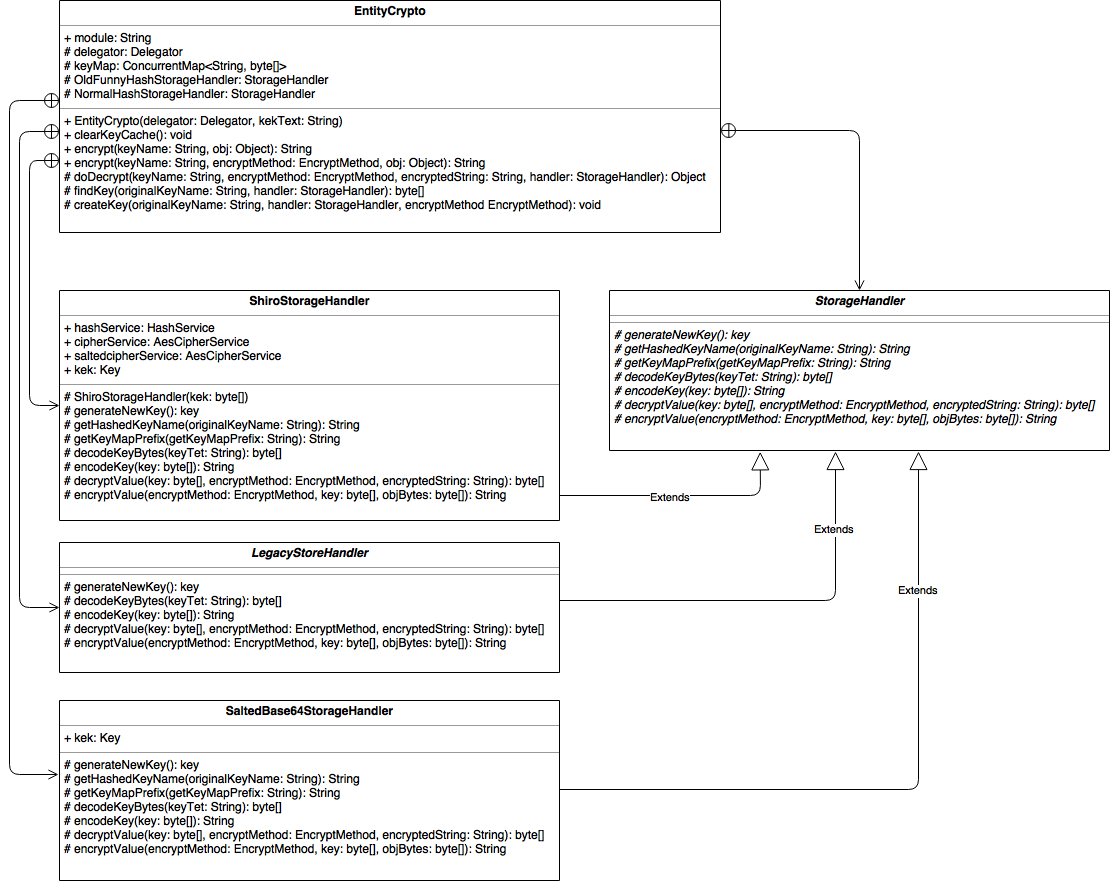 EntityCrypto
+ module: String
# delegator: Delegator
# keyMap: ConcurrentMap<String, byte[]>
# OldFunnyHashStorageHandler: StorageHandler
# NormalHashStorageHandler: StorageHandler
+ EntityCrypto(delegator: Delegator, kekText: String)
+ clearKeyCache(): void
+ encrypt(keyName: String, obj: Object): String
+ encrypt(keyName: String, encryptMethod: EncryptMethod, obj: Object): String
# doDecrypt(keyName: String, encryptMethod: EncryptMethod, encryptedString: String, handler: StorageHandler): Object
# findKey(originalKeyName: String, handler: StorageHandler): byte[]
# createKey(originalKeyName: String, handler: StorageHandler, encryptMethod EncryptMethod): void
ShiroStorageHandler
+ hashService: HashService
+ cipherService: AesCipherService
+ saltedcipherService: AesCipherService
+ kek: Key
# ShiroStorageHandler(kek: byte[])
# generateNewKey(): key
# getHashedKeyName(originalKeyName: String): String
# getKeyMapPrefix(getKeyMapPrefix: String): String
# decodeKeyBytes(keyTet: String): byte[]
# encodeKey(key: byte[]): String
# decryptValue(key: byte[], encryptMethod: EncryptMethod, encryptedString: String): byte[]
# encryptValue(encryptMethod: EncryptMethod, key: byte[], objBytes: byte[]): String
StorageHandler
# generateNewKey(): key
# getHashedKeyName(originalKeyName: String): String
# getKeyMapPrefix(getKeyMapPrefix: String): String
# decodeKeyBytes(keyTet: String): byte[]
# encodeKey(key: byte[]): String
# decryptValue(key: byte[], encryptMethod: EncryptMethod, encryptedString: String): byte[]
# encryptValue(encryptMethod: EncryptMethod, key: byte[], objBytes: byte[]): String
Extends
Extends
Extends
LegacyStoreHandler
# generateNewKey(): key
# decodeKeyBytes(keyTet: String): byte[]
# encodeKey(key: byte[]): String
# decryptValue(key: byte[], encryptMethod: EncryptMethod, encryptedString: String): byte[]
# encryptValue(encryptMethod: EncryptMethod, key: byte[], objBytes: byte[]): String
SaltedBase64StorageHandler
+ kek: Key
# generateNewKey(): key
# getHashedKeyName(originalKeyName: String): String
# getKeyMapPrefix(getKeyMapPrefix: String): String
# decodeKeyBytes(keyTet: String): byte[]
# encodeKey(key: byte[]): String
# decryptValue(key: byte[], encryptMethod: EncryptMethod, encryptedString: String): byte[]
# encryptValue(encryptMethod: EncryptMethod, key: byte[], objBytes: byte[]): String